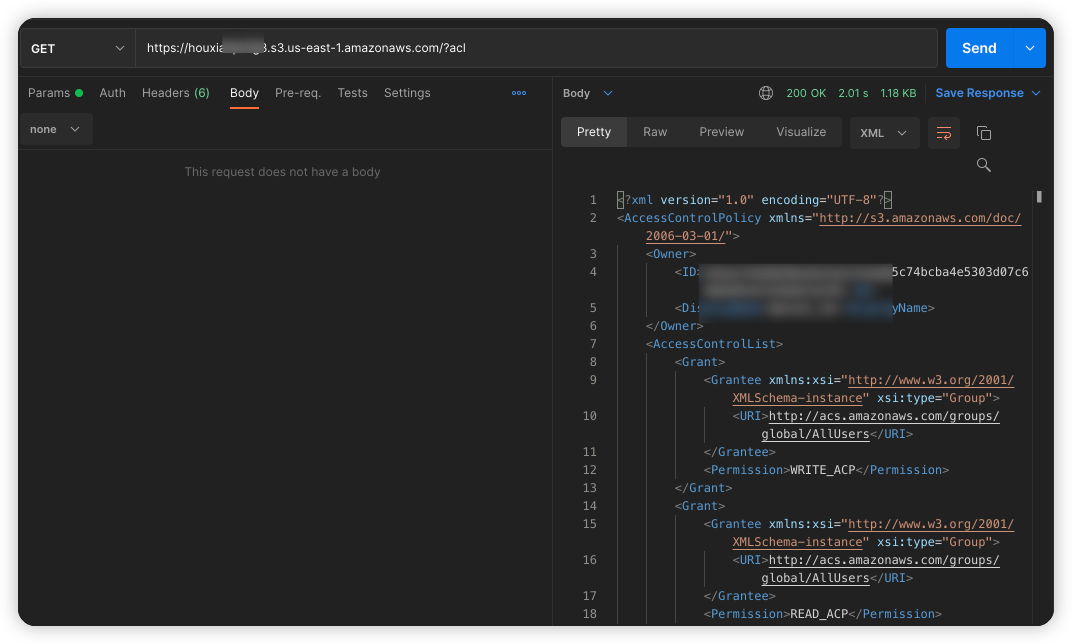 GET
https://houxia 3.s3.us-east-1.amazonaws.com/?acl
Send
Params Auth Headers (6) Body Pre-req. Tests Settings
none
This request does not have a body
Body 200 OK 2.01 s 1.18 KB Save Response
Pretty Raw Preview Visualize XML
1 <?xml version="1.0" encoding="UTF-8"?>
2 <AccessControlPolicy xmlns="http://s3.amazonaws.com/doc/
2006-03-01/">
3 <Owner>
4 <ID> 5c74bcba4e5303d07c6
5 <Dis yName>
6 </Owner>
7 <AccessControlList>
8 <Grant>
9 <Grantee xmlns:xsi="http://www.w3.org/2001/
XMLSchema-instance" xsi:type="Group">
10 <URI>http://acs.amazonaws.com/groups/
global/AllUsers</URI>
11 </Grantee>
12 <Permission>WRITE_ACP</Permission>
13 </Grant>
14 <Grant>
15 <Grantee xmlns:xsi="http://www.w3.org/2001/
XMLSchema-instance" xsi:type="Group">
16 <URI>http://acs.amazonaws.com/groups/
global/AllUsers</URI>
17 </Grantee>
18 <Permission>READ_ACP</Permission>